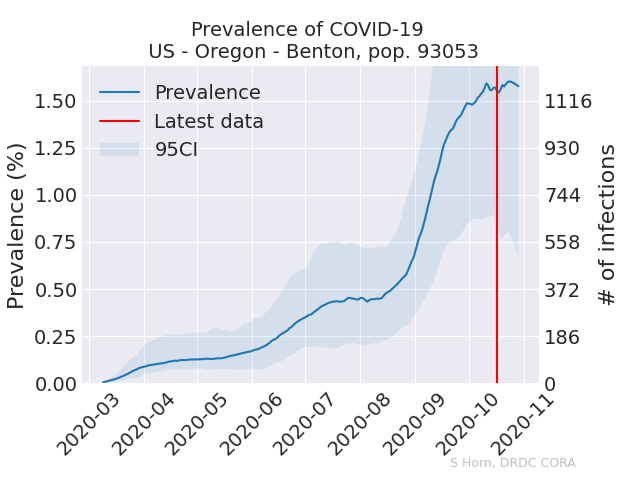 Prevalence of COVID-19
US - Oregon - Benton, pop. 93053
Prevalence
Latest data
95CI
Prevalence (%)
1.50
1.25
1.00
0.75
0.50
0.25
0.00
1116
930
744
558
372
186
0
# of infections
2020-03
2020-04
2020-05
2020-06
2020-07
2020-08
2020-09
2020-10
2020-11
S Horn, DRDC CORA